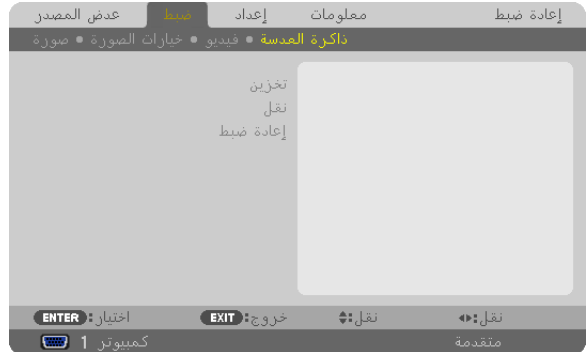 عرض المصدر ضبط إعداد معلومات إعادة ضبط
صورة • خيارات الصورة • فيديو • ذاكرة العدسة
تخزين
نقل
إعادة ضبط
ENTER: اختيار EXIT: خروج نقل: نقل:
كمبيوتر 1 متقدمة